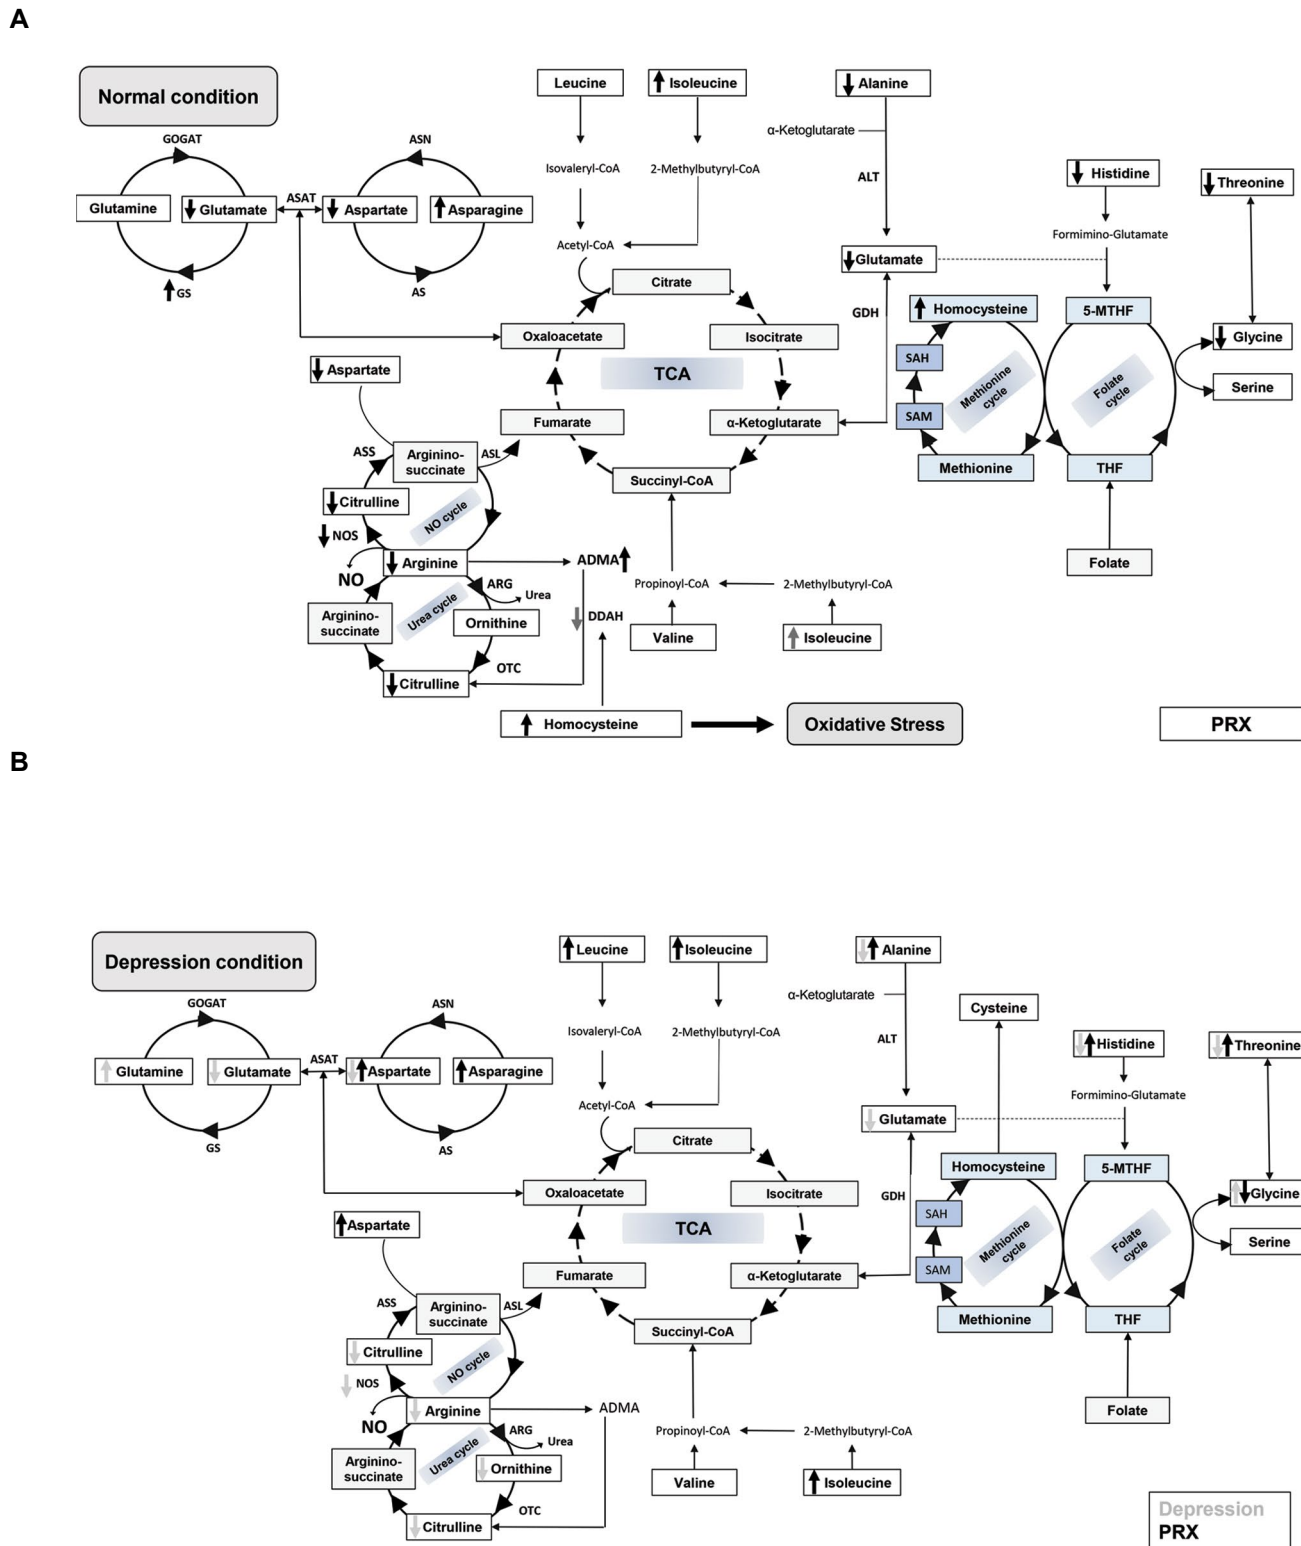 A
Normal condition
Leucine
Isoleucine
Alanine
GOGAT
ASN
α-Ketoglutarate
Isovaleryl-CoA
2-Methylbutyryl-CoA
ALT
Histidine
Threonine
Glutamine
Glutamate
ASAT
Aspartate
Asparagine
Formimino-Glutamate
Acetyl-CoA
Glutamate
GS
AS
Citrate
GDH
Homocysteine
5-MTHF
Oxaloacetate
Isocitrate
Glycine
SAH
Aspartate
TCA
Methionine
cycle
Folate
cycle
Serine
SAM
Fumarate
α-Ketoglutarate
ASS
Arginino-
succinate
ASL
Methionine
THF
Succinyl-CoA
Citrulline
NO cycle
NOS
Arginine
ADMA
Folate
NO
ARG
Urea
Propinoyl-CoA
2-Methylbutyryl-CoA
Arginino-
succinate
Urea cycle
Ornithine
DDAH
Valine
Isoleucine
OTC
Citrulline
Homocysteine
Oxidative Stress
PRX
B
Depression condition
Leucine
Isoleucine
Alanine
GOGAT
ASN
α-Ketoglutarate
Cysteine
Isovaleryl-CoA
2-Methylbutyryl-CoA
ALT
Histidine
Threonine
Glutamine
Glutamate
ASAT
Aspartate
Asparagine
Formimino-Glutamate
Acetyl-CoA
Glutamate
GS
AS
Citrate
Homocysteine
5-MTHF
Oxaloacetate
Isocitrate
GDH
Glycine
SAH
Aspartate
TCA
Methionine
cycle
Folate
cycle
Serine
SAM
Fumarate
α-Ketoglutarate
ASS
Arginino-
succinate
ASL
Methionine
THF
Succinyl-CoA
Citrulline
NO cycle
NOS
Arginine
ADMA
Folate
NO
ARG
Urea
Propinoyl-CoA
2-Methylbutyryl-CoA
Arginino-
succinate
Urea cycle
Ornithine
Valine
Isoleucine
OTC
Citrulline
Depression
PRX